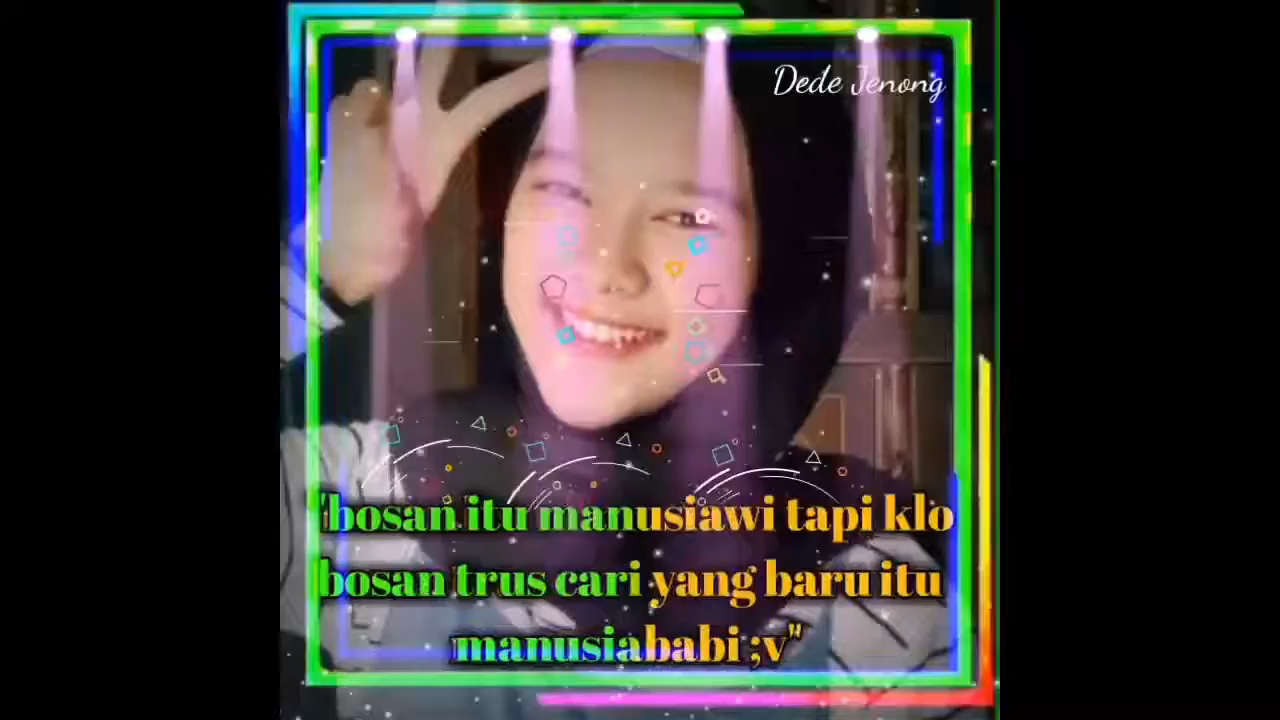 Dede Jenong
"bosan itu manusiawi tapi klo
bosan trus cari yang baru itu
manusiababi ;v"